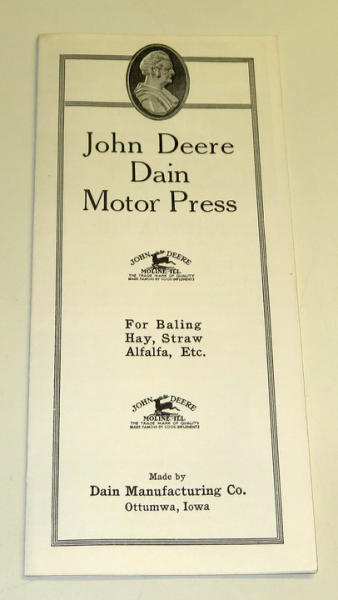 John Deere
Dain
Motor Press
JOHN DEERE
MOLINE, ILL.
THE TRADE MARK OF QUALITY
MADE FAMOUS BY GOOD IMPLEMENTS
For Baling
Hay, Straw
Alfalfa, Etc.
JOHN DEERE
MOLINE, ILL.
THE TRADE MARK OF QUALITY
MADE FAMOUS BY GOOD IMPLEMENTS
Made by
Dain Manufacturing Co.
Ottumwa, Iowa